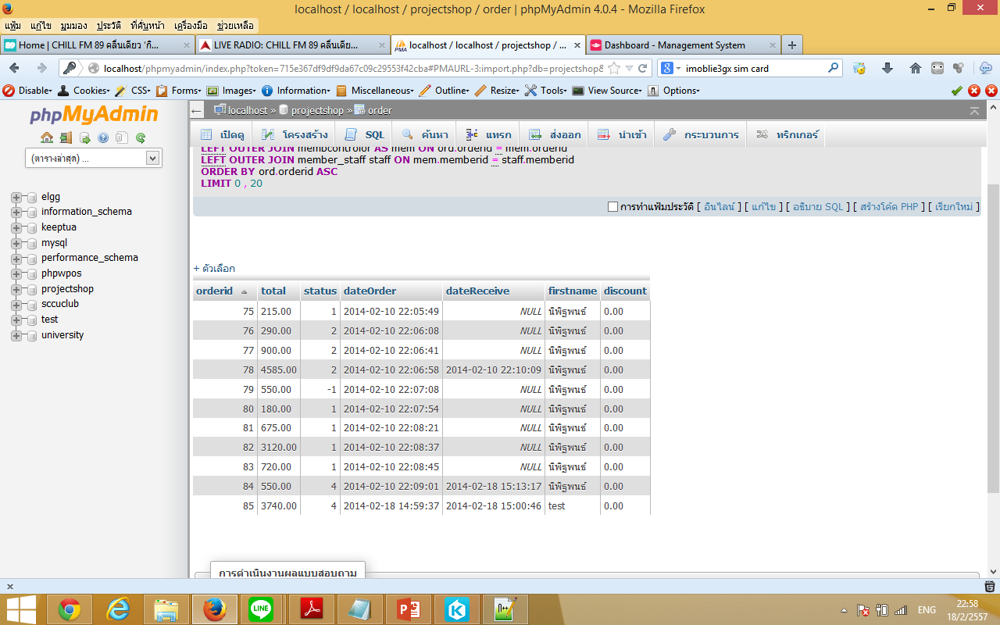 localhost / localhost / projectshop / order | phpMyAdmin 4.0.4 - Mozilla Firefox
แฟ้ม แก้ไข มุมมอง ประวัติ ที่คั่นหน้า เครื่องมือ ช่วยเหลือ
Home | CHILL FM 89 คลื่นเดียว 'ก๊... LIVE RADIO: CHILL FM 89 คลื่นเดีย... PMA localhost / localhost / projectshop / ... Dashboard - Management System
localhost/phpmyadmin/index.php?token=715e367df9df9da67c09c29553f42cba#PMAURL-3:import.php?db=projectshop& imoblie3gx sim card
Disable Cookies CSS Forms Images Information Miscellaneous Outline Resize Tools View Source Options
phpMyAdmin
localhost » projectshop » order
เปิดดู โครงสร้าง SQL ค้นหา แทรก ส่งออก นำเข้า กระบวนการ ทริกเกอร์
(ตารางล่าสุด) ...
elgg
information_schema
keeptua
mysql
performance_schema
phpwpos
projectshop
sccuclub
test
university
LEFT OUTER JOIN membcontrolor AS mem ON ord.orderid = mem.orderid
LEFT OUTER JOIN member_staff staff ON mem.memberid = staff.memberid
ORDER BY ord.orderid ASC
LIMIT 0 , 20
การทำแฟ้มประวัติ [ อินไลน์ ] [ แก้ไข ] [ อธิบาย SQL ] [ สร้างโค้ด PHP ] [ เรียกใหม่ ]
+ ตัวเลือก
orderid total status dateOrder dateReceive firstname discount
75 215.00 1 2014-02-10 22:05:49 NULL นิพิฐพนธ์ 0.00
76 290.00 2 2014-02-10 22:06:08 NULL นิพิฐพนธ์ 0.00
77 900.00 2 2014-02-10 22:06:41 NULL นิพิฐพนธ์ 0.00
78 4585.00 2 2014-02-10 22:06:58 2014-02-10 22:10:09 นิพิฐพนธ์ 0.00
79 550.00 -1 2014-02-10 22:07:08 NULL นิพิฐพนธ์ 0.00
80 180.00 1 2014-02-10 22:07:54 NULL นิพิฐพนธ์ 0.00
81 675.00 1 2014-02-10 22:08:21 NULL นิพิฐพนธ์ 0.00
82 3120.00 1 2014-02-10 22:08:37 NULL นิพิฐพนธ์ 0.00
83 720.00 1 2014-02-10 22:08:45 NULL นิพิฐพนธ์ 0.00
84 550.00 4 2014-02-10 22:09:01 2014-02-18 15:13:17 นิพิฐพนธ์ 0.00
85 3740.00 4 2014-02-18 14:59:37 2014-02-18 15:00:46 test 0.00
การดำเนินงานผลแบบสอบถาม
ENG
22:58
18/2/2557